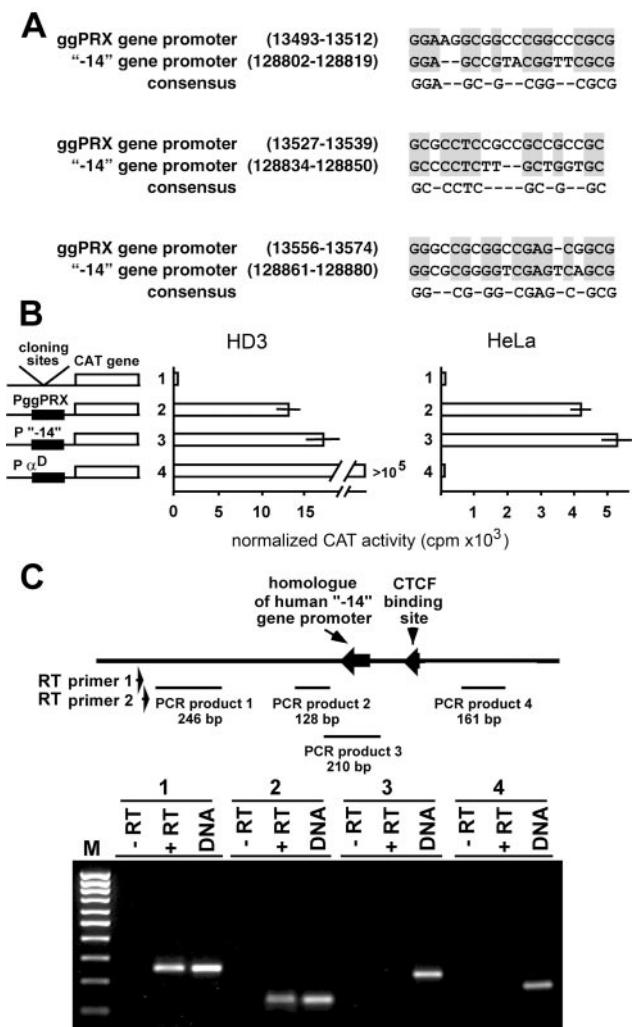 A
ggPRX gene promoter (13493-13512) GGAAGGCGGCCCGGCCCGCG
"-14" gene promoter (128802-128819) GGA--GCCGTACGGTTCGCG
consensus GGA--GC-G--CGG--CGCG
ggPRX gene promoter (13527-13539) GCGCCTCCGCCGCCGCCGC
"-14" gene promoter (128834-128850) GCCCCTCTT--GCTGGTGC
consensus GC-CCTC----GC-G--GC
ggPRX gene promoter (13556-13574) GGGCCGCGGCCGAG-CGGCG
"-14" gene promoter (128861-128880) GGCGCGGGGTCGAGTCAGCG
consensus GG--CG-GG-CGAG-C-GCG
B
HD3 HeLa
cloning sites CAT gene
PggPRX
P "-14"
P αD
1
2
3
4
>10^5
1
2
3
4
0 5 10 15
1 2 3 4 5
normalized CAT activity (cpm x10^3)
C
homologue of human "-14" gene promoter
CTCF binding site
RT primer 1
RT primer 2
PCR product 1
246 bp
PCR product 2
128 bp
PCR product 3
210 bp
PCR product 4
161 bp
1 2 3 4
M - RT + RT DNA - RT + RT DNA - RT + RT DNA - RT + RT DNA